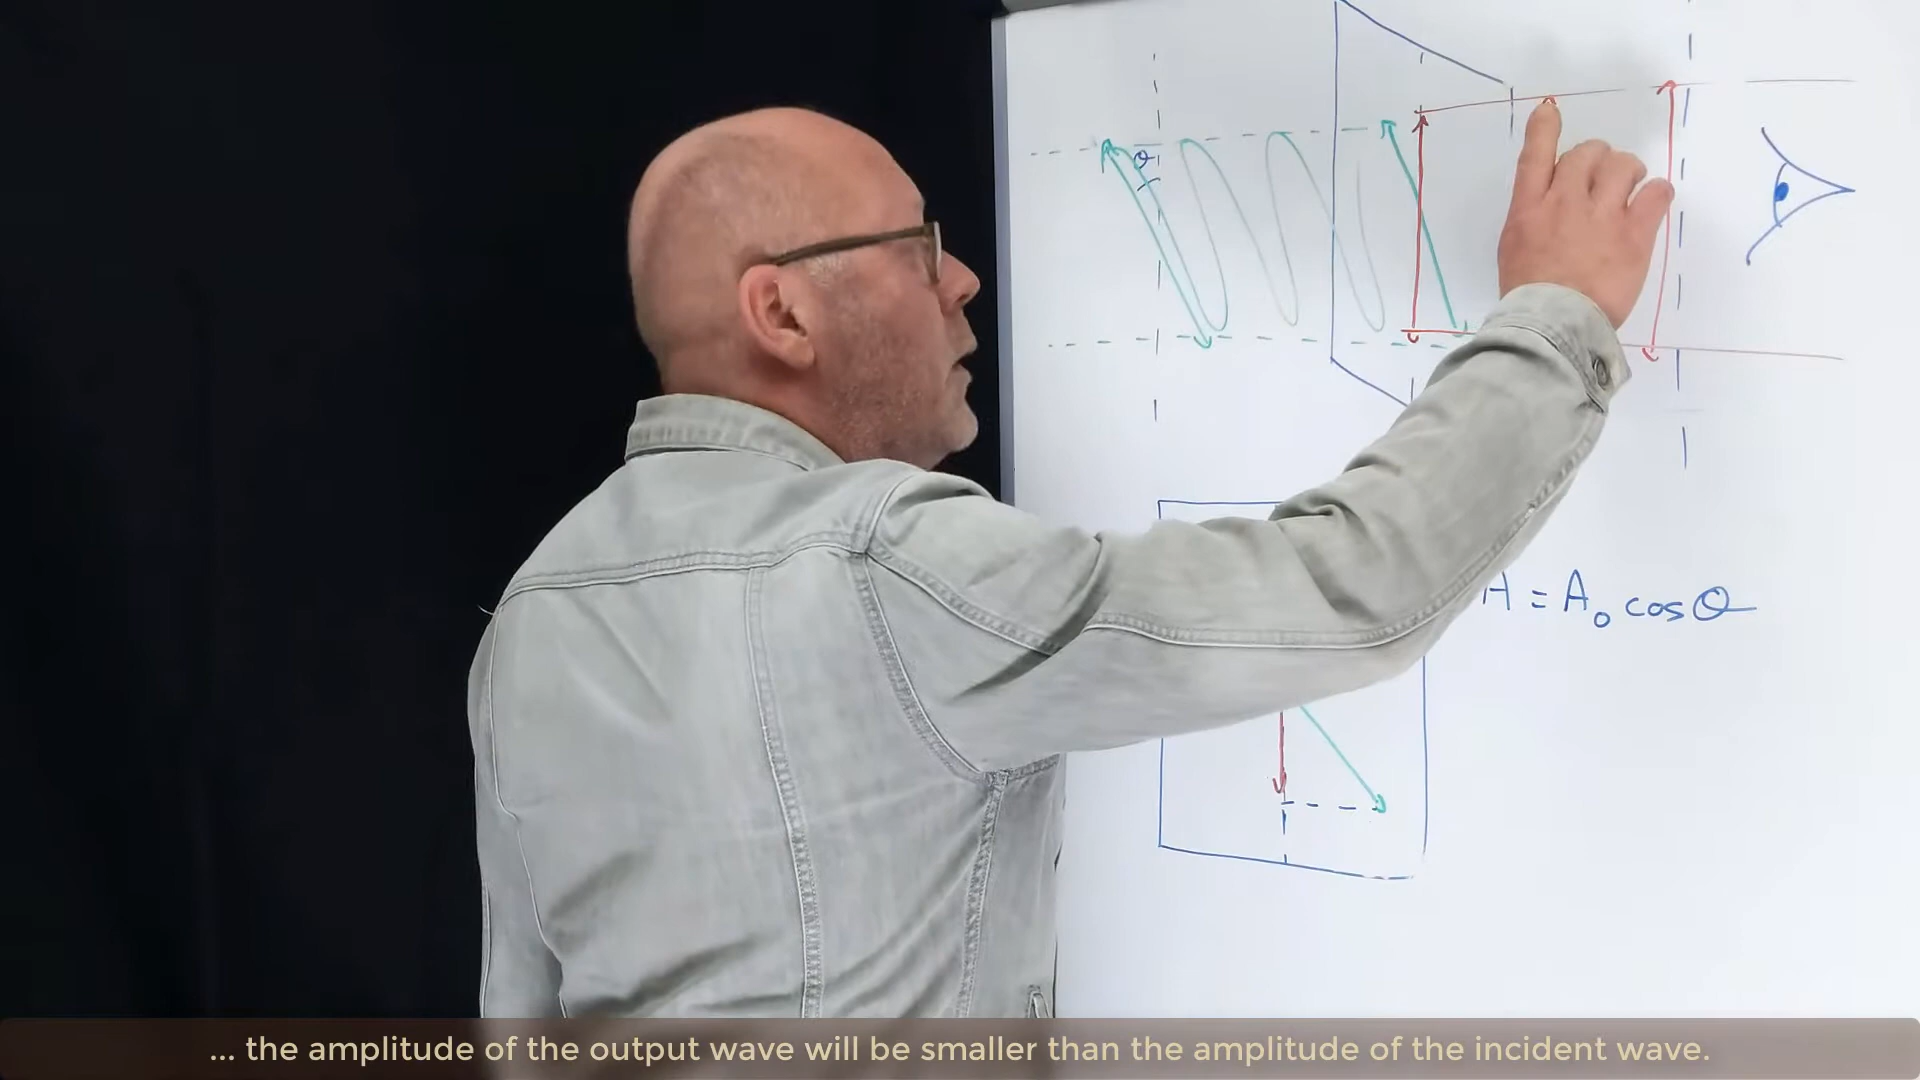 θ
A = A₀ cos θ
... the amplitude of the output wave will be smaller than the amplitude of the incident wave.